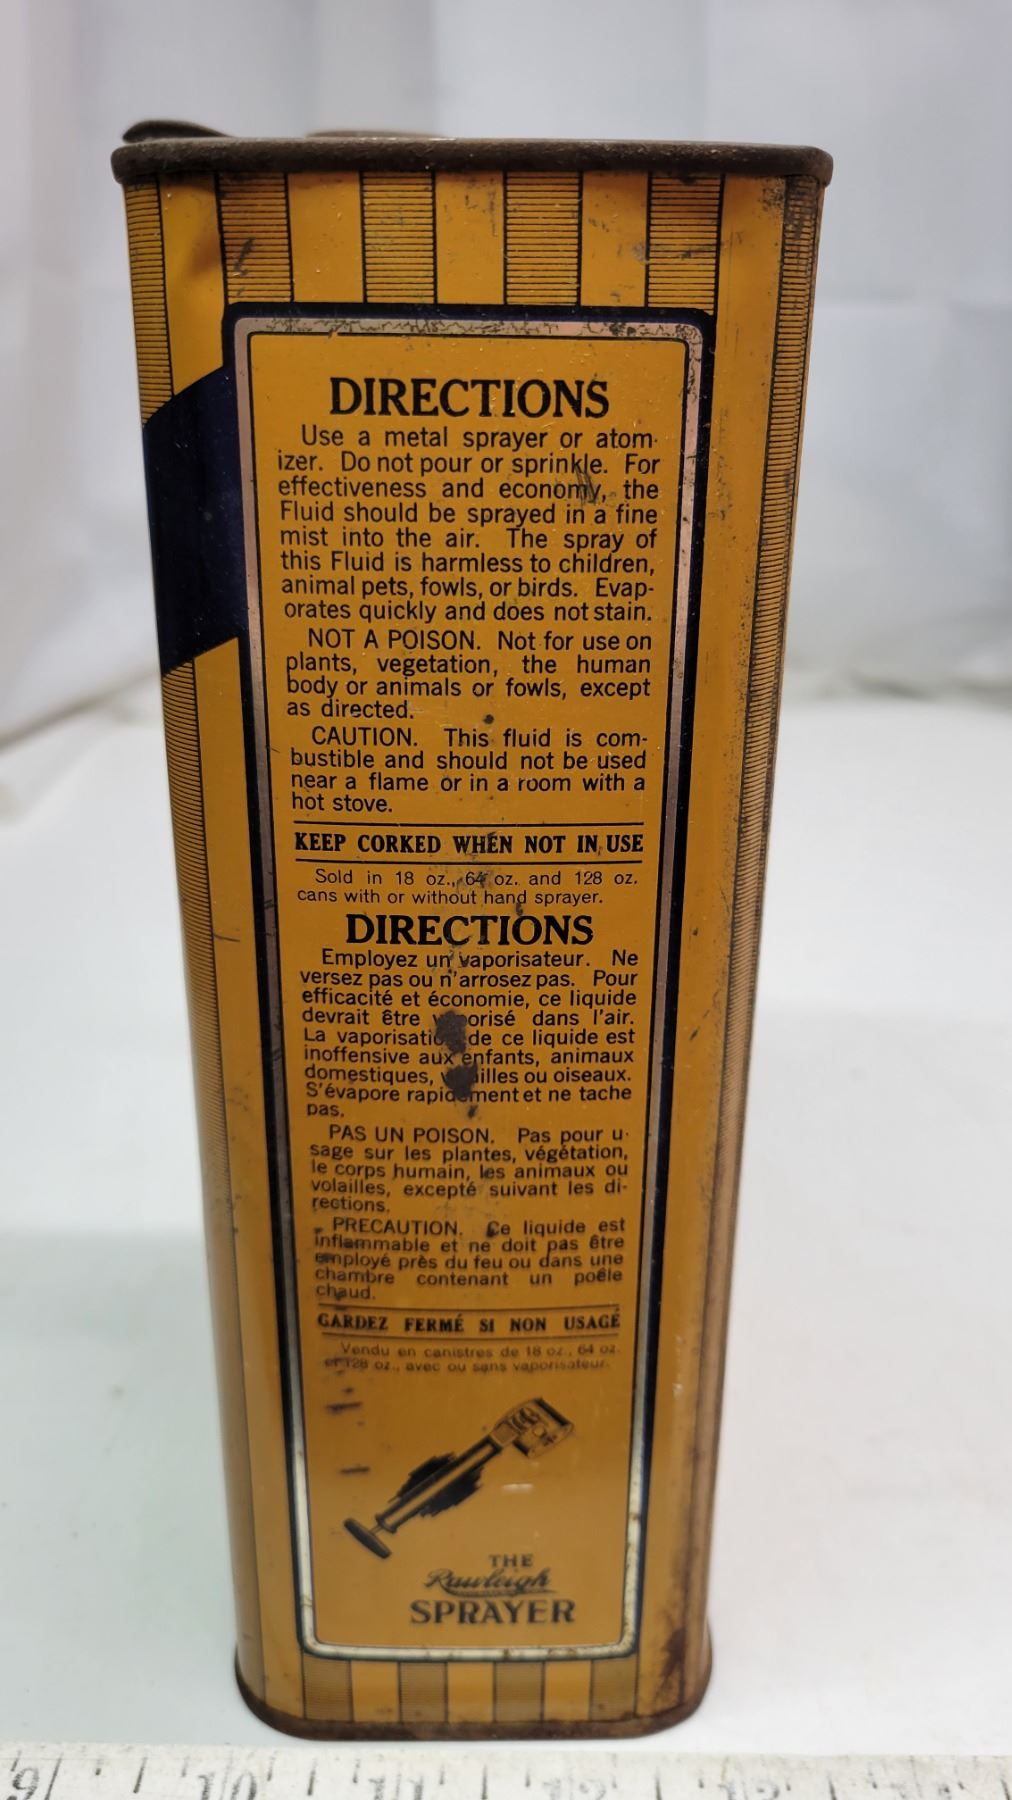 DIRECTIONS
Use a metal sprayer or atom-
izer. Do not pour or sprinkle. For
effectiveness and economy, the
Fluid should be sprayed in a fine
mist into the air. The spray of
this Fluid is harmless to children,
animal pets, fowls, or birds. Evap-
orates quickly and does not stain.
NOT A POISON. Not for use on
plants, vegetation, the human
body or animals or fowls, except
as directed.
CAUTION. This fluid is com-
bustible and should not be used
near a flame or in a room with a
hot stove.
KEEP CORKED WHEN NOT IN USE
Sold in 18 oz., 64 oz. and 128 oz.
cans with or without hand sprayer.
DIRECTIONS
Employez un vaporisateur. Ne
versez pas ou n'arrosez pas. Pour
efficacité et économie, ce liquide
devrait être dans l'air.
La de ce liquide est
inoffensive aux enfants, animaux
domestiques, ou oiseaux.
S'évapore et ne tache
pas.
PAS UN POISON. Pas pour u-
sage sur les plantes, végétation,
le corps humain, les animaux ou
volailles, excepté suivant les di-
rections.
PRECAUTION. Ce liquide est
inflammable et ne doit pas être
employé près du feu ou dans une
chambre contenant un poêle
chaud.
GARDEZ FERMÉ SI NON USAGÉ
Vendu en canistres de 18 oz., 64 oz.
et 128 oz., avec ou sans vaporisateur.
THE
Rawleigh
SPRAYER